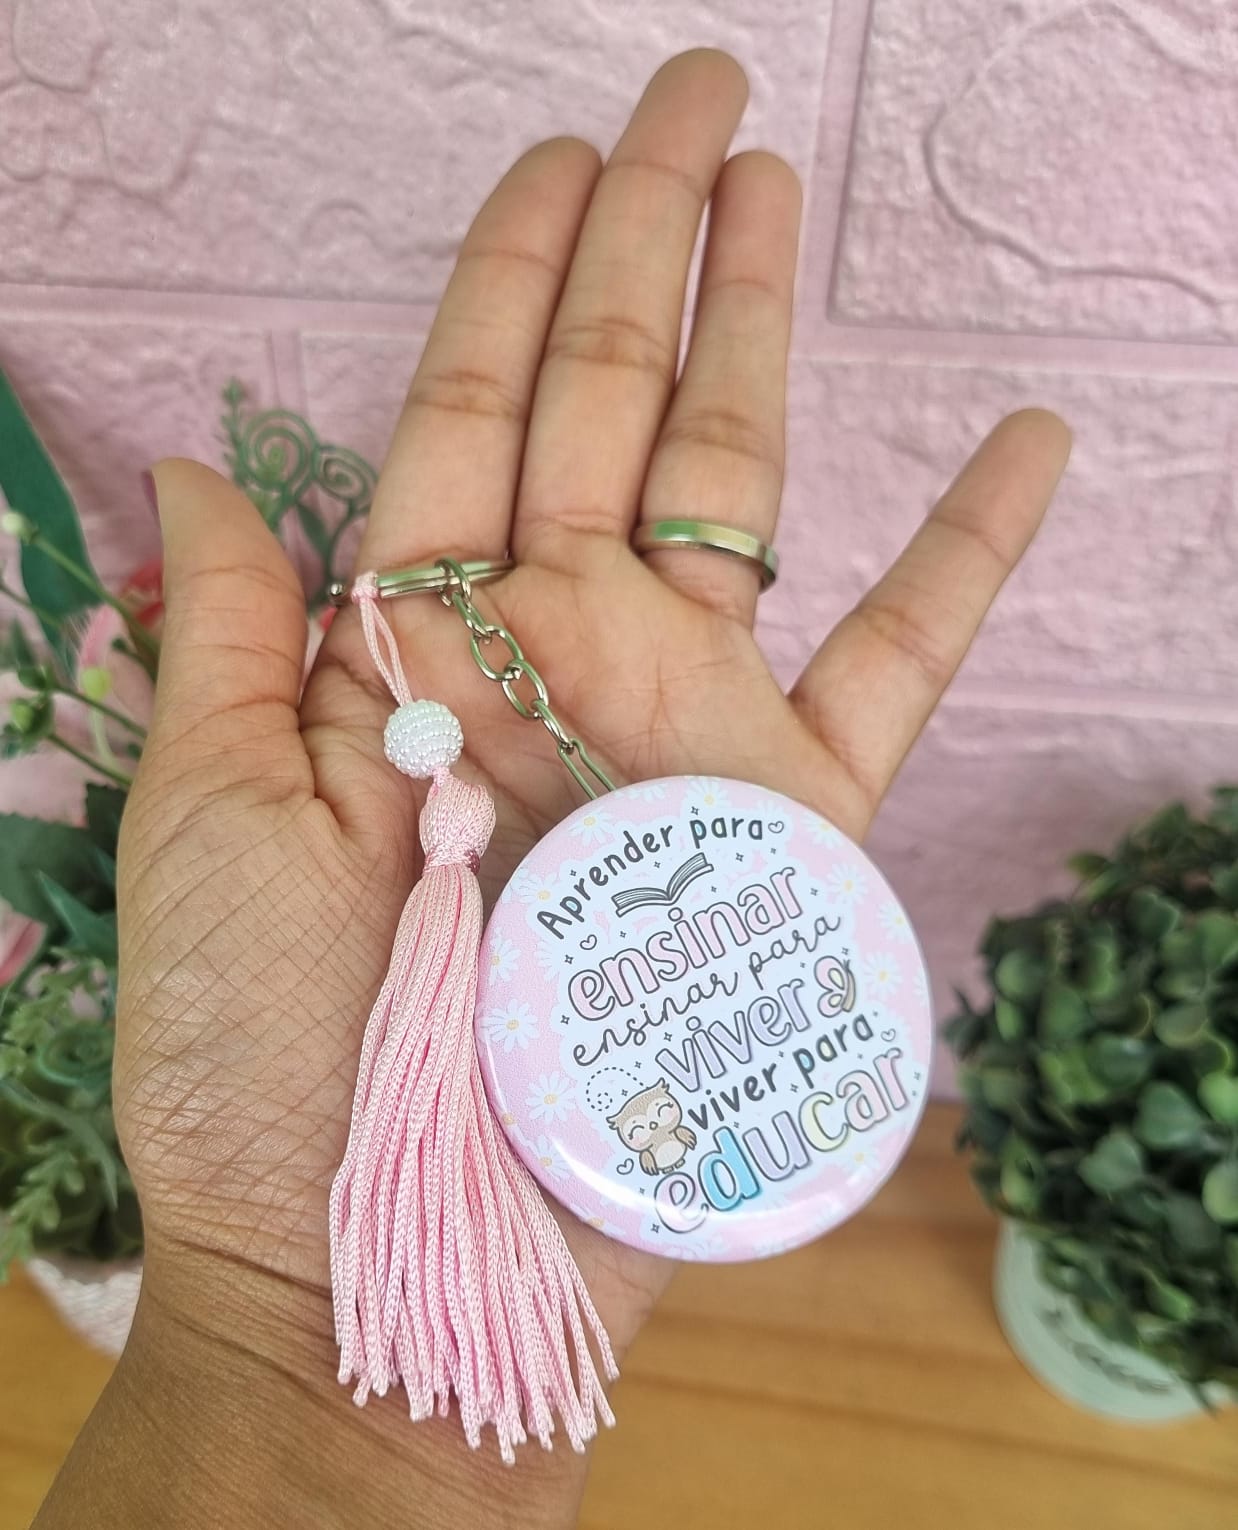 Aprender para
ensinar
ensinar para
viver
viver para
educar